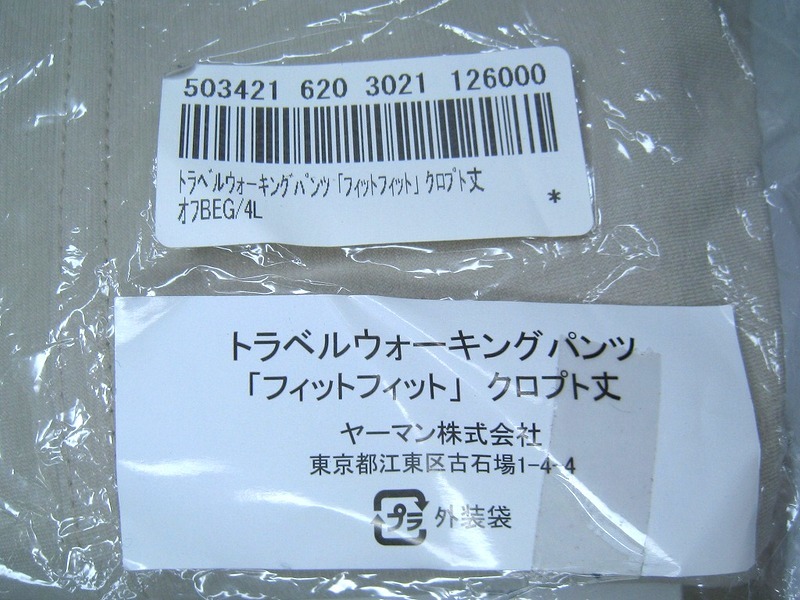 503421 620 3021 126000
ﾄﾗﾍﾞﾙｳｫｰｷﾝｸﾞﾊﾟﾝﾂ｢ﾌｨｯﾄﾌｨｯﾄ｣ｸﾛﾌﾟﾄ丈
ｵﾌBEG/4L *
トラベルウォーキングパンツ
「フィットフィット」 クロプト丈
ヤーマン株式会社
東京都江東区古石場1-4-4
プラ 外装袋